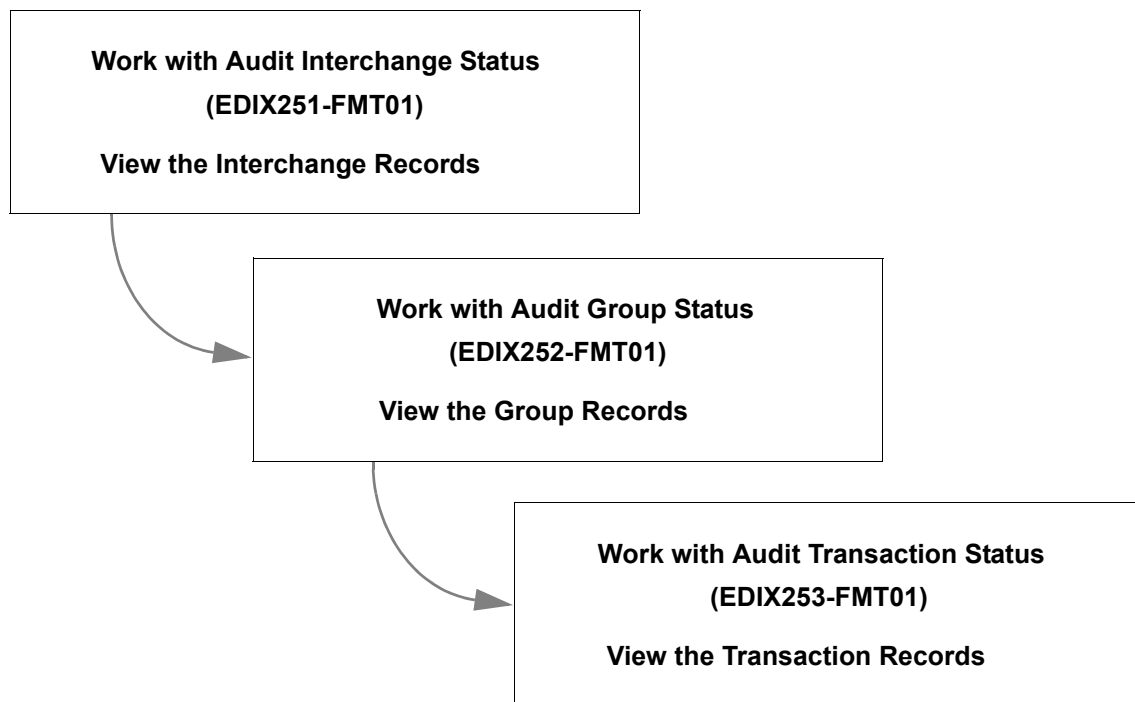 Work with Audit Interchange Status
(EDIX251-FMT01)
View the Interchange Records
Work with Audit Group Status
(EDIX252-FMT01)
View the Group Records
Work with Audit Transaction Status
(EDIX253-FMT01)
View the Transaction Records